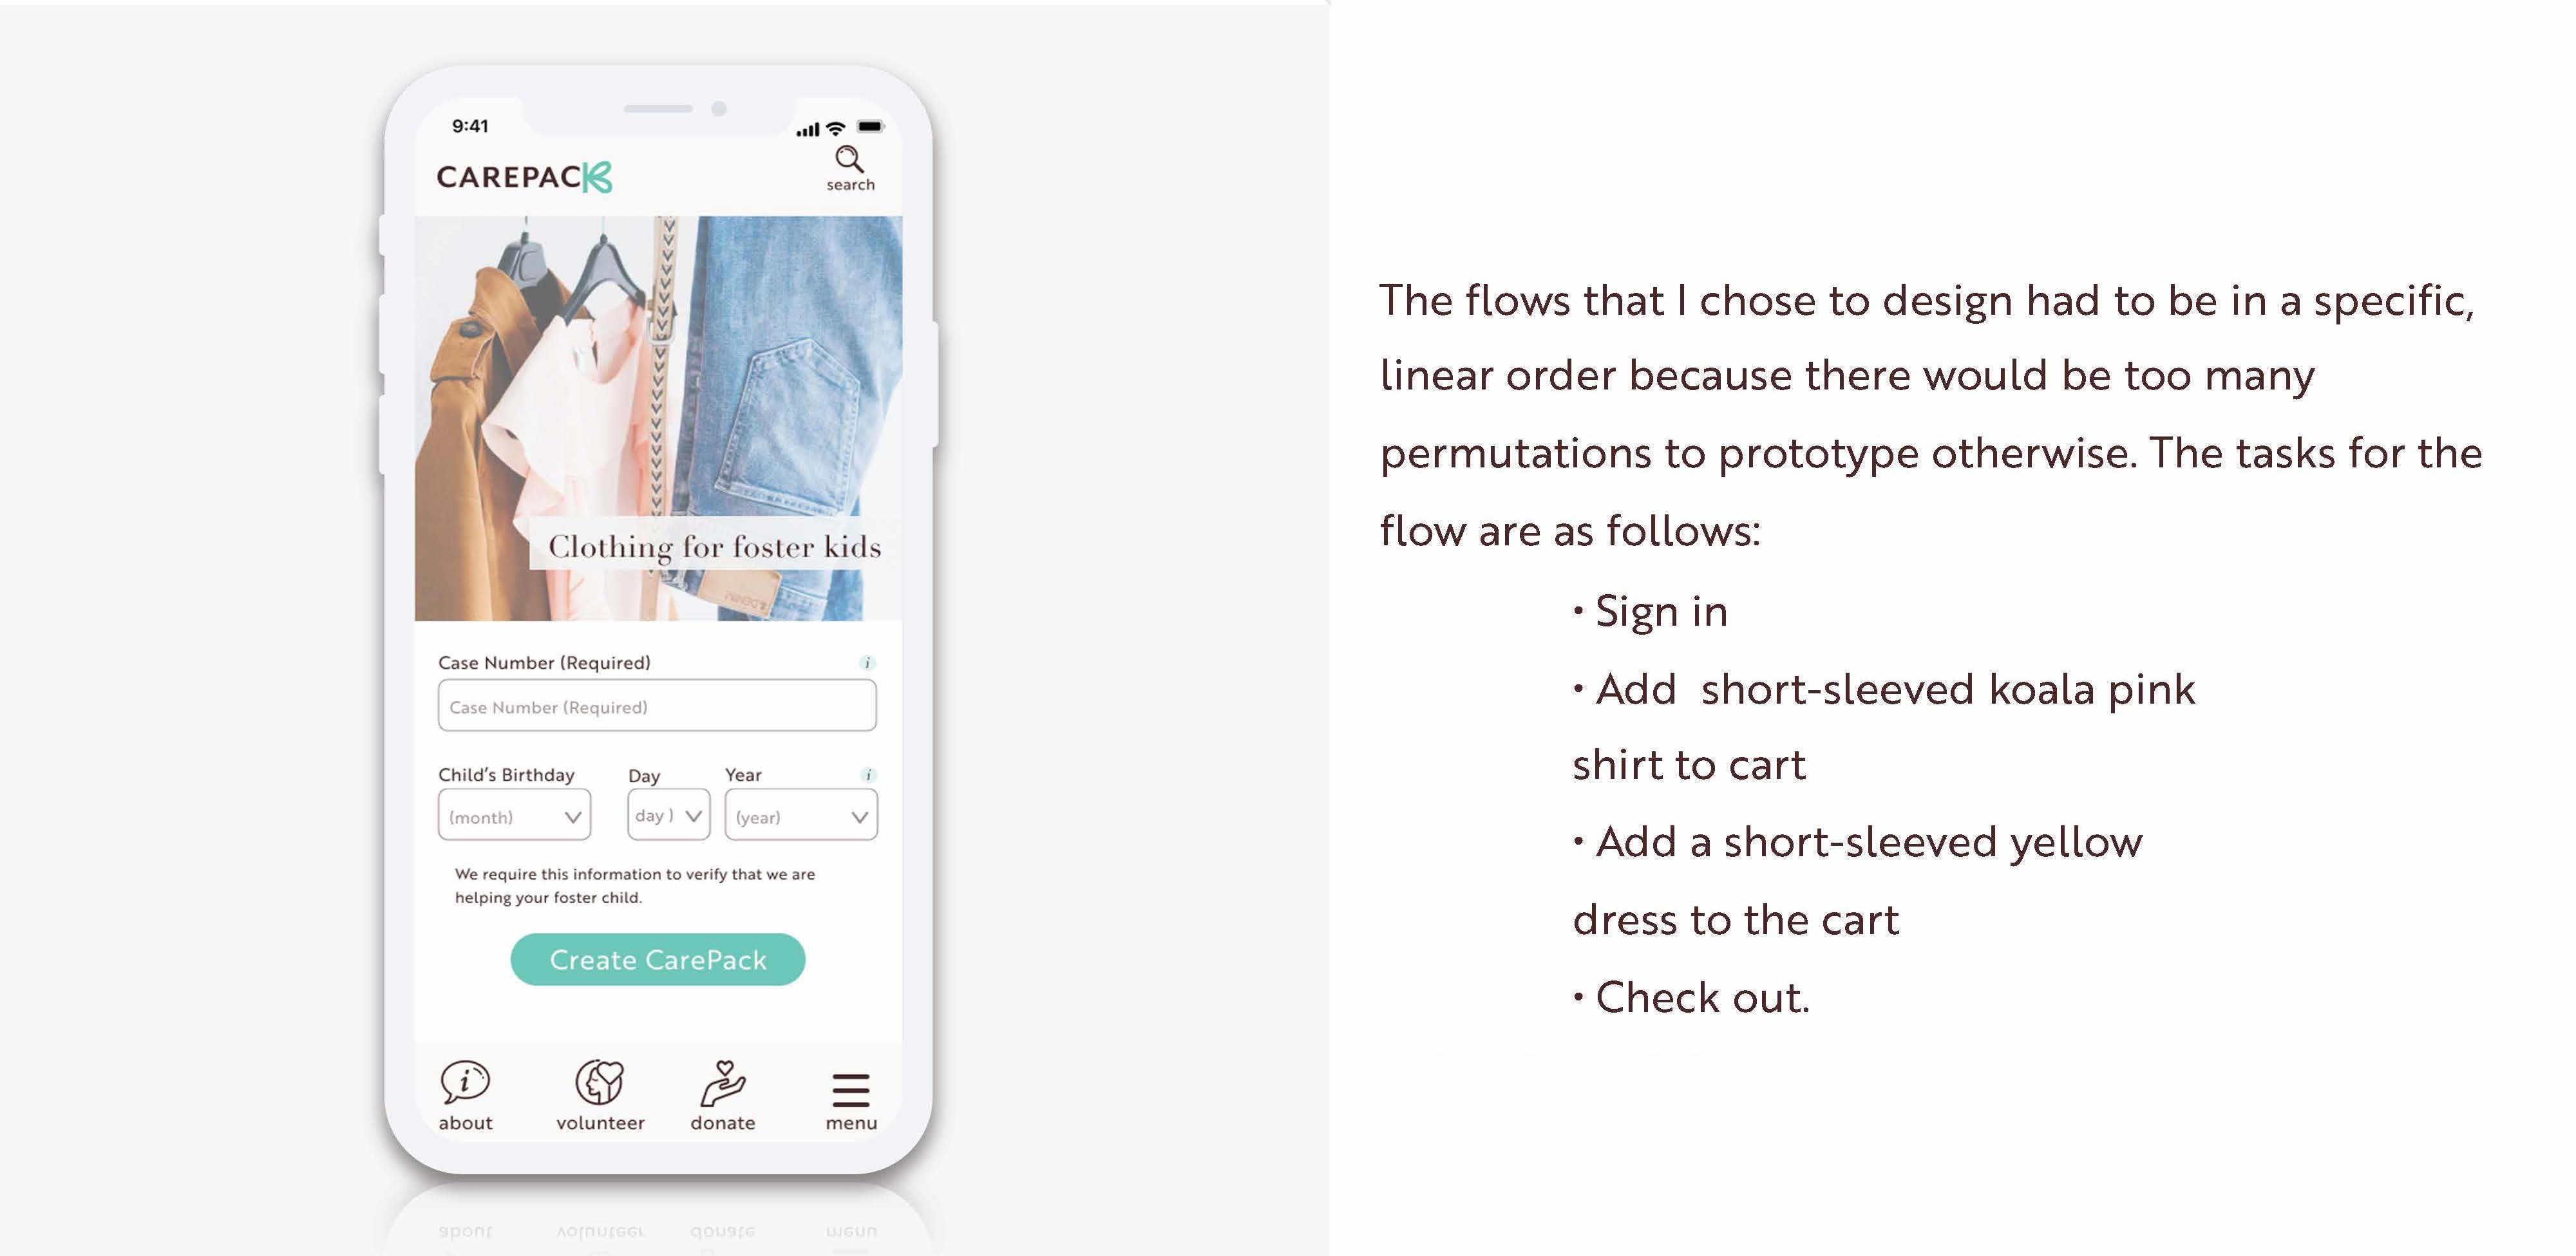 9:41
CAREPACK
search
Clothing for foster kids
Case Number (Required)
Case Number (Required)
Child's Birthday Day Year
(month) day ) (year)
We require this information to verify that we are
helping your foster child.
Create CarePack
about volunteer donate menu
The flows that I chose to design had to be in a specific,
linear order because there would be too many
permutations to prototype otherwise. The tasks for the
flow are as follows:
• Sign in
• Add short-sleeved koala pink
shirt to cart
• Add a short-sleeved yellow
dress to the cart
• Check out.